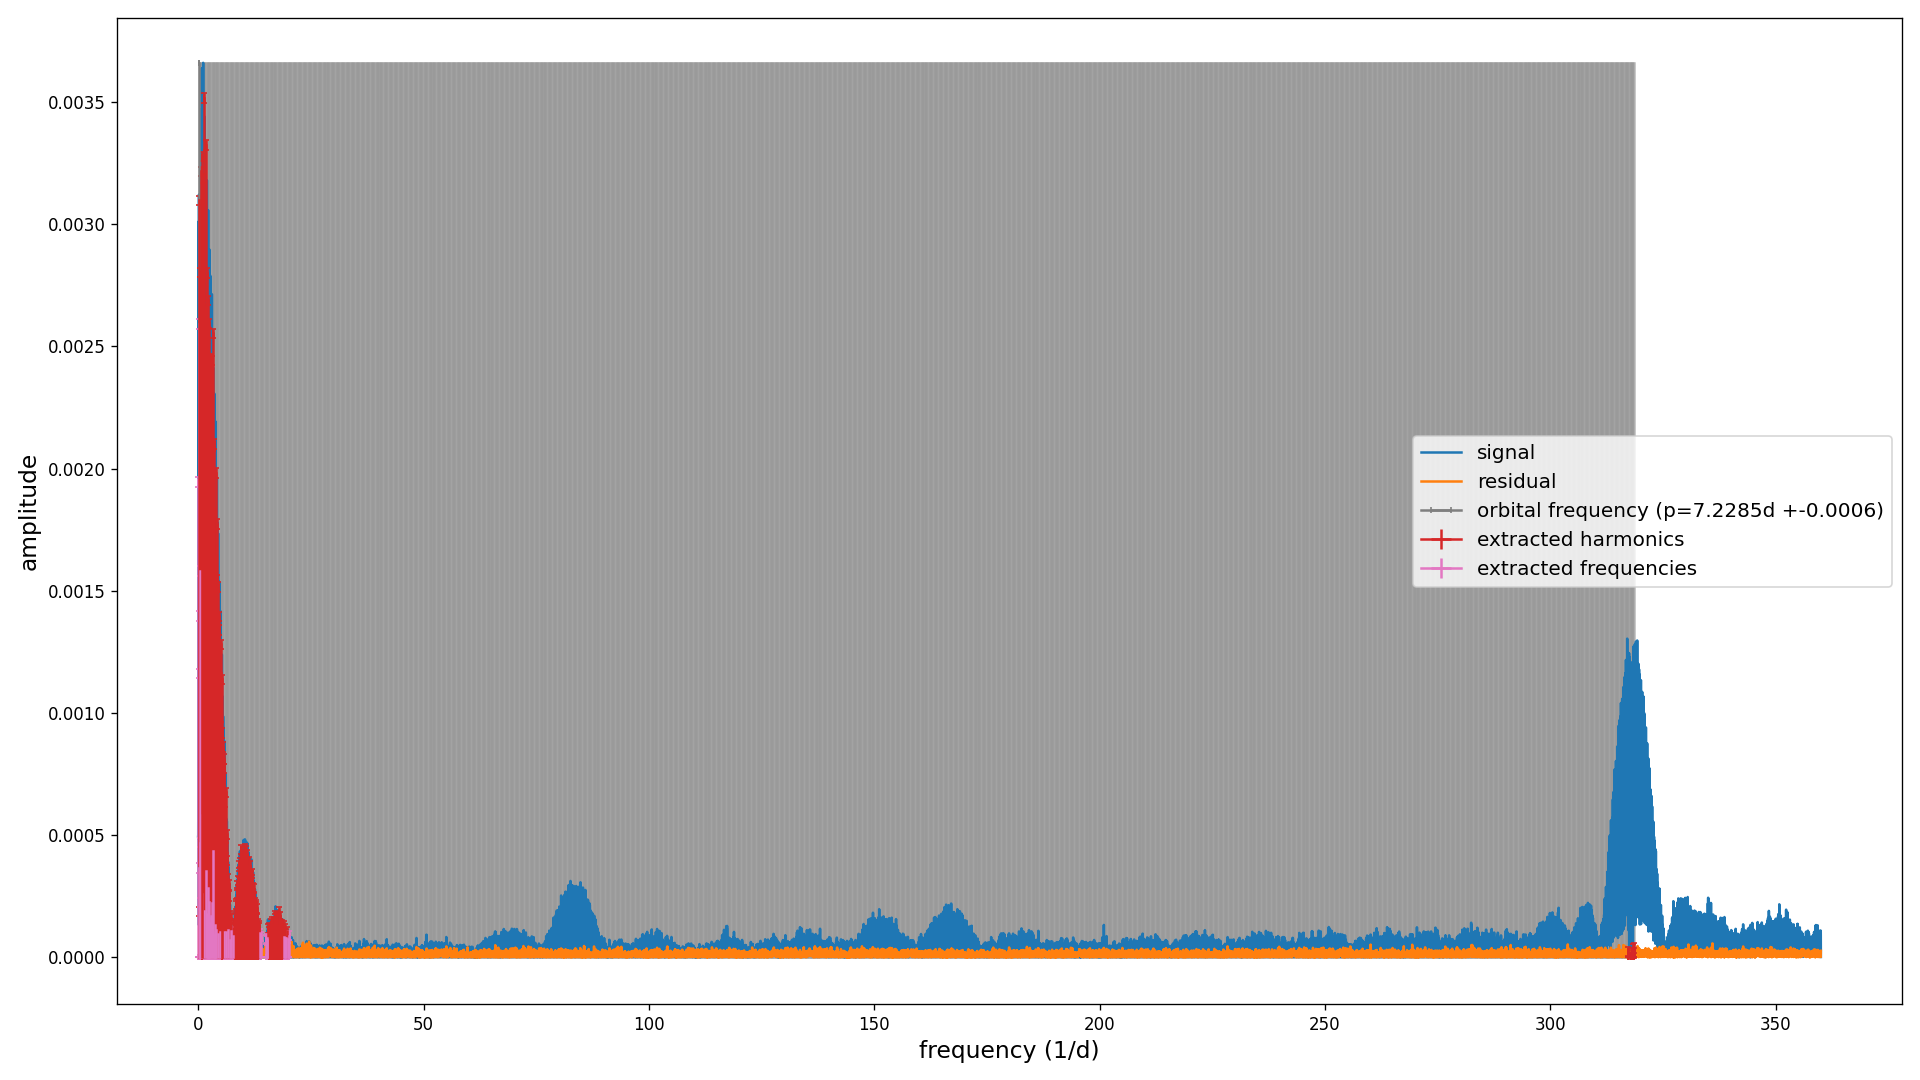 amplitude
0.0035
0.0030
0.0025
0.0020
0.0015
0.0010
0.0005
0.0000
signal
residual
orbital frequency (p=7.2285d +-0.0006)
extracted harmonics
extracted frequencies
0 50 100 150 200 250 300 350
frequency (1/d)